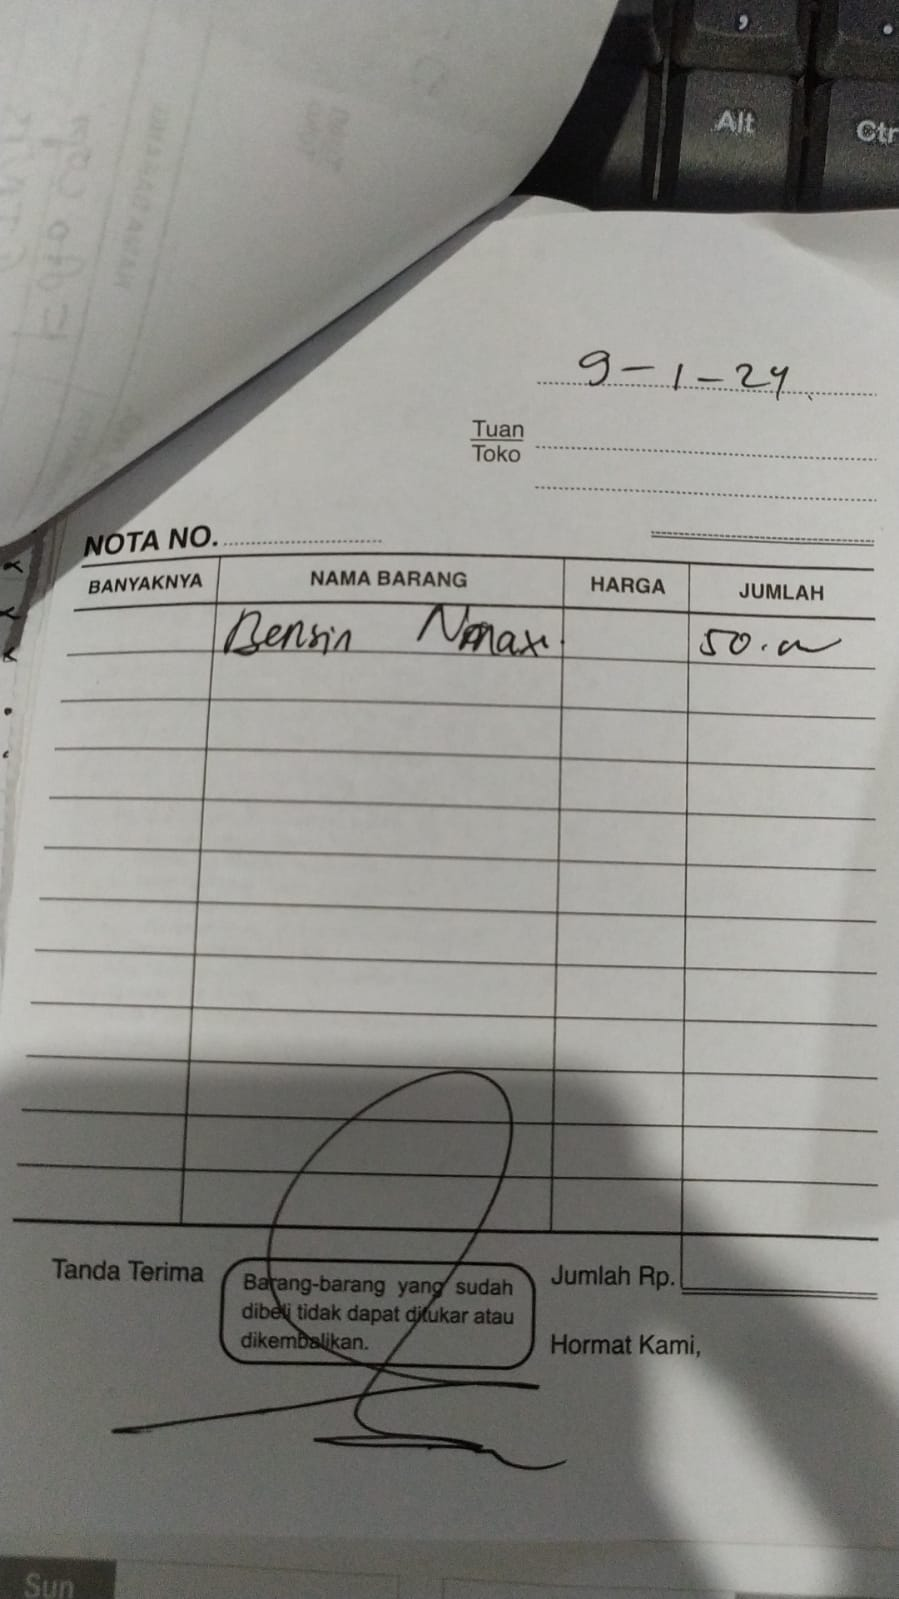 ,
.
Alt
Ctr
9-1-24
Tuan
Toko
NOTA NO.
BANYAKNYA NAMA BARANG HARGA JUMLAH
Bensin Nmax. 50.
Tanda Terima
Barang-barang yang sudah
dibeli tidak dapat ditukar atau
dikembalikan.
Jumlah Rp.
Hormat Kami,
Sun